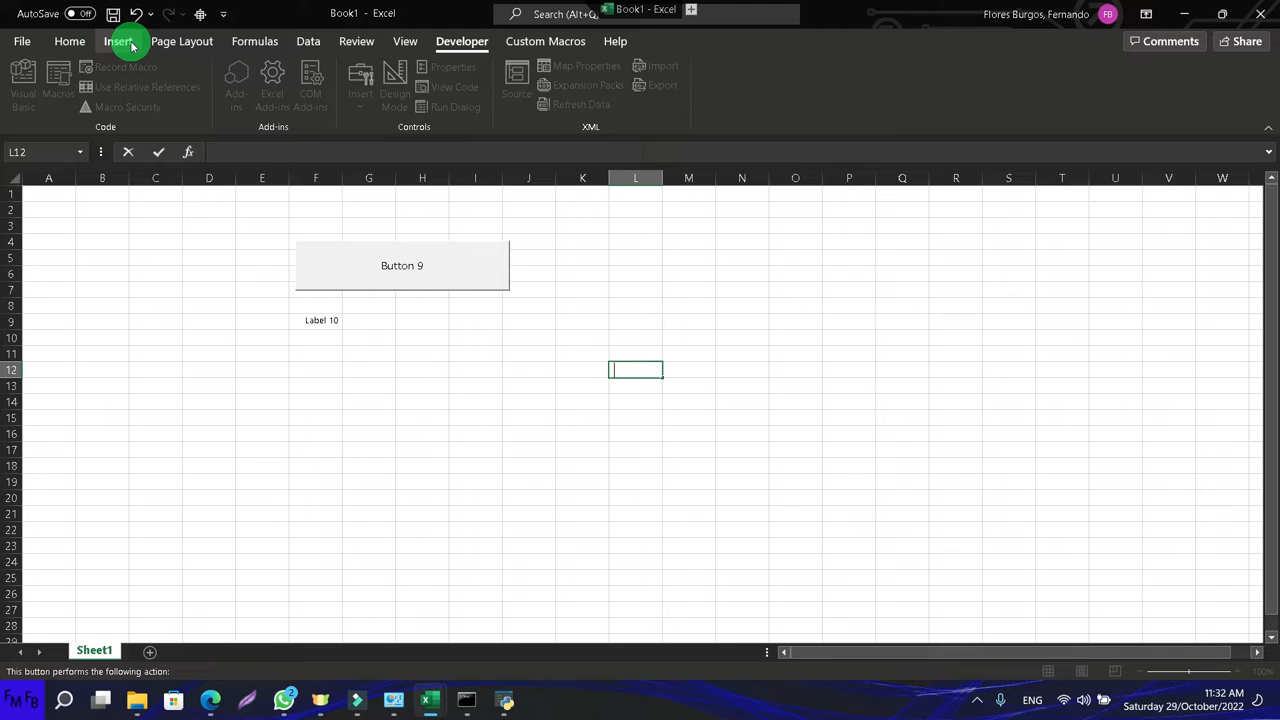 AutoSave Off Book1 - Excel Search (Alt+Q Book1 - Excel Flores Burgos, Fernando FB
File Home Insert Page Layout Formulas Data Review View Developer Custom Macros Help Comments Share
Visual Basic Macros Record Macro Use Relative References Macro Security Code
Add-ins Excel Add-ins COM Add-ins Add-ins
Insert Design Mode Properties View Code Run Dialog Controls
Source Map Properties Expansion Packs Refresh Data Import Export XML
L12 fx
A B C D E F G H I J K L M N O P Q R S T U V W
1
2
3
4
5
Button 9
6
7
8
9 Label 10
10
11
12
13
14
15
16
17
18
19
20
21
22
23
24
25
26
27
28
29
Sheet1
This button performs the following action: 100%
FM FB 2 ENG 11:32 AM
Saturday 29/October/2022